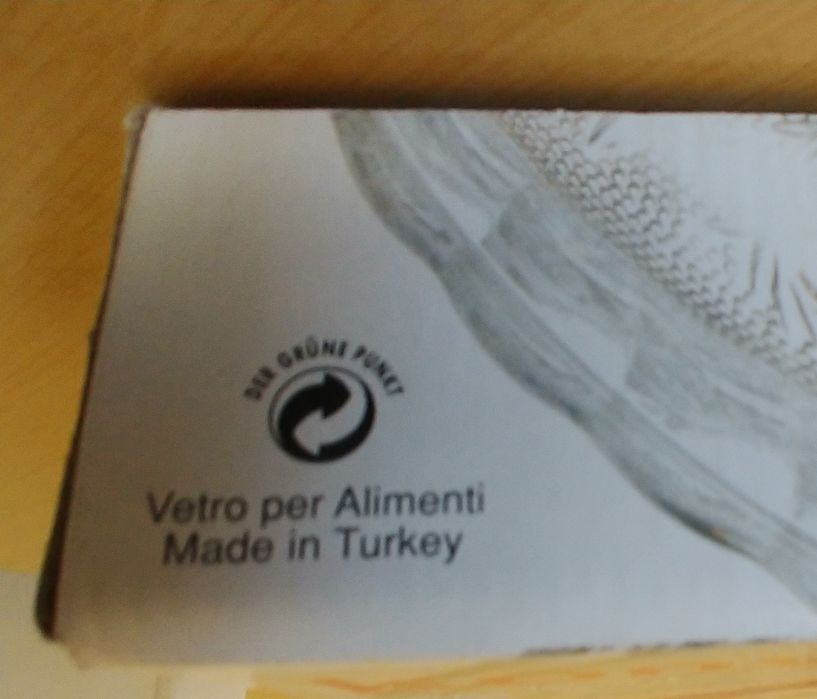 DER GRÜNE PUNKT
Vetro per Alimenti
Made in Turkey